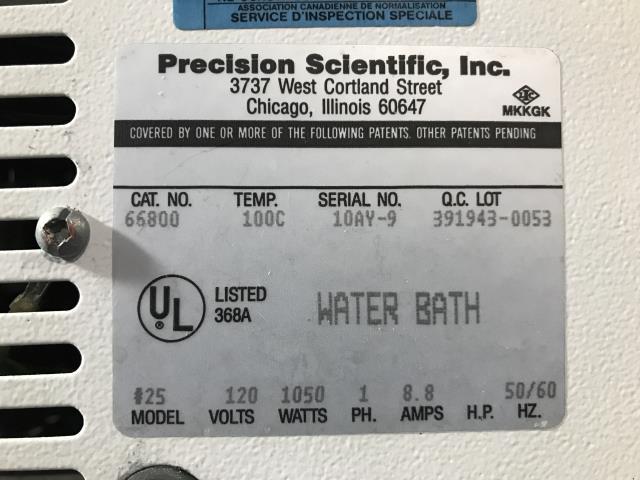 ASSOCIATION CANADIENNE DE NORMALISATION
SERVICE D'INSPECTION SPECIALE
Precision Scientific, Inc.
3737 West Cortland Street
Chicago, Illinois 60647
MKKGK
COVERED BY ONE OR MORE OF THE FOLLOWING PATENTS. OTHER PATENTS PENDING
CAT. NO. TEMP. SERIAL NO. Q.C. LOT
66800 100C 10AY-9 391943-0053
UL ® LISTED 368A WATER BATH
#25 120 1050 1 8.8 50/60
MODEL VOLTS WATTS PH. AMPS H.P. HZ.